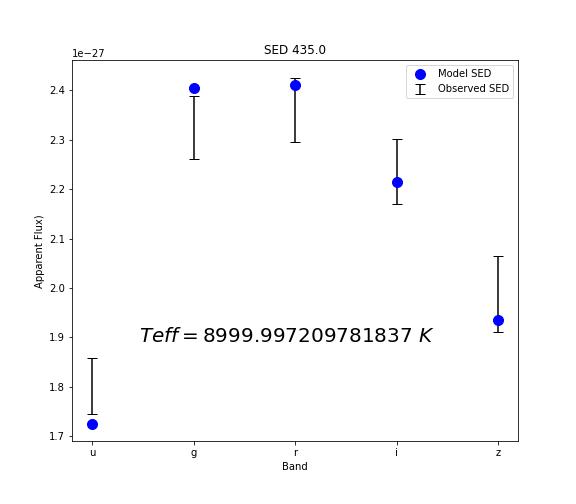 SED 435.0
1e−27
Model SED
Observed SED
2.4
2.3
2.2
2.1
2.0
1.9
1.8
1.7
Apparent Flux)
Teff = 8999.997209781837 K
u g r i z
Band